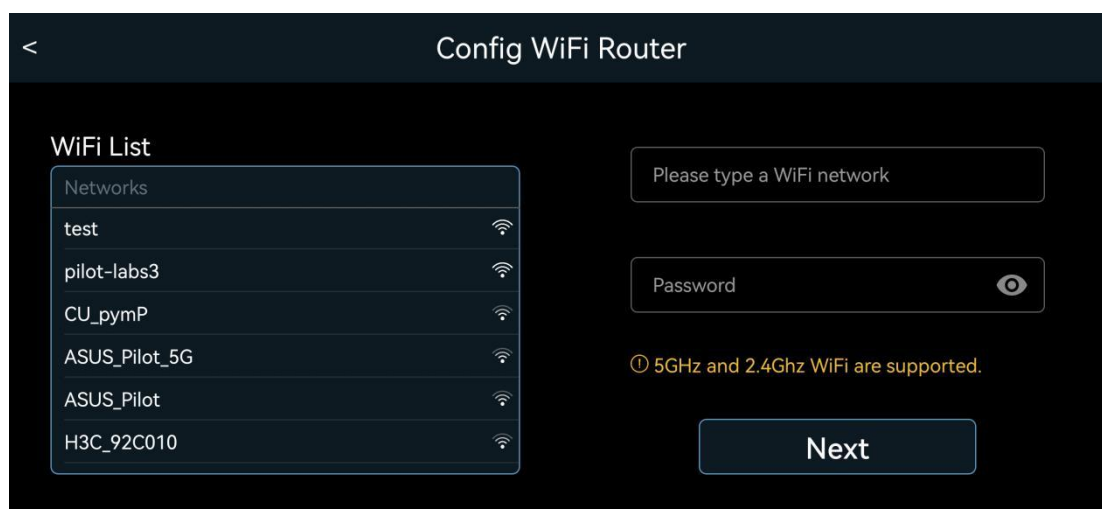 <
Config WiFi Router
WiFi List
Networks
test
pilot-labs3
CU_pymP
ASUS_Pilot_5G
ASUS_Pilot
H3C_92C010
Please type a WiFi network
Password
5GHz and 2.4Ghz WiFi are supported.
Next